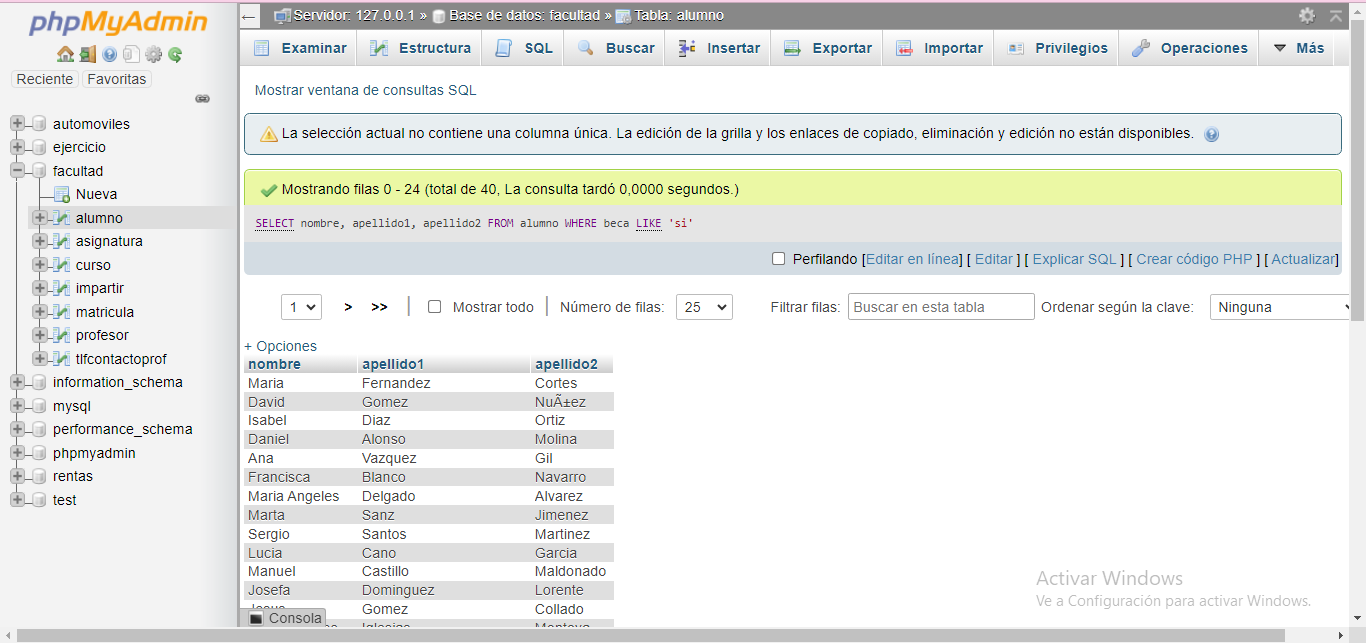 phpMyAdmin
Reciente Favoritas
automoviles
ejercicio
facultad
Nueva
alumno
asignatura
curso
impartir
matricula
profesor
tlfcontactoprof
information_schema
mysql
performance_schema
phpmyadmin
rentas
test
Servidor: 127.0.0.1 » Base de datos: facultad » Tabla: alumno
Examinar Estructura SQL Buscar Insertar Exportar Importar Privilegios Operaciones Más
Mostrar ventana de consultas SQL
La selección actual no contiene una columna única. La edición de la grilla y los enlaces de copiado, eliminación y edición no están disponibles.
Mostrando filas 0 - 24 (total de 40, La consulta tardó 0,0000 segundos.)
SELECT nombre, apellido1, apellido2 FROM alumno WHERE beca LIKE 'si'
Perfilando [Editar en línea] [ Editar ] [ Explicar SQL ] [ Crear código PHP ] [ Actualizar]
1 > >> | Mostrar todo | Número de filas: 25 Filtrar filas: Buscar en esta tabla Ordenar según la clave: Ninguna
+ Opciones
nombre apellido1 apellido2
Maria Fernandez Cortes
David Gomez NuÃ±ez
Isabel Diaz Ortiz
Daniel Alonso Molina
Ana Vazquez Gil
Francisca Blanco Navarro
Maria Angeles Delgado Alvarez
Marta Sanz Jimenez
Sergio Santos Martinez
Lucia Cano Garcia
Manuel Castillo Maldonado
Josefa Dominguez Lorente
Jesus Gomez Collado
Iglesias Montoya
Consola
Activar Windows
Ve a Configuración para activar Windows.